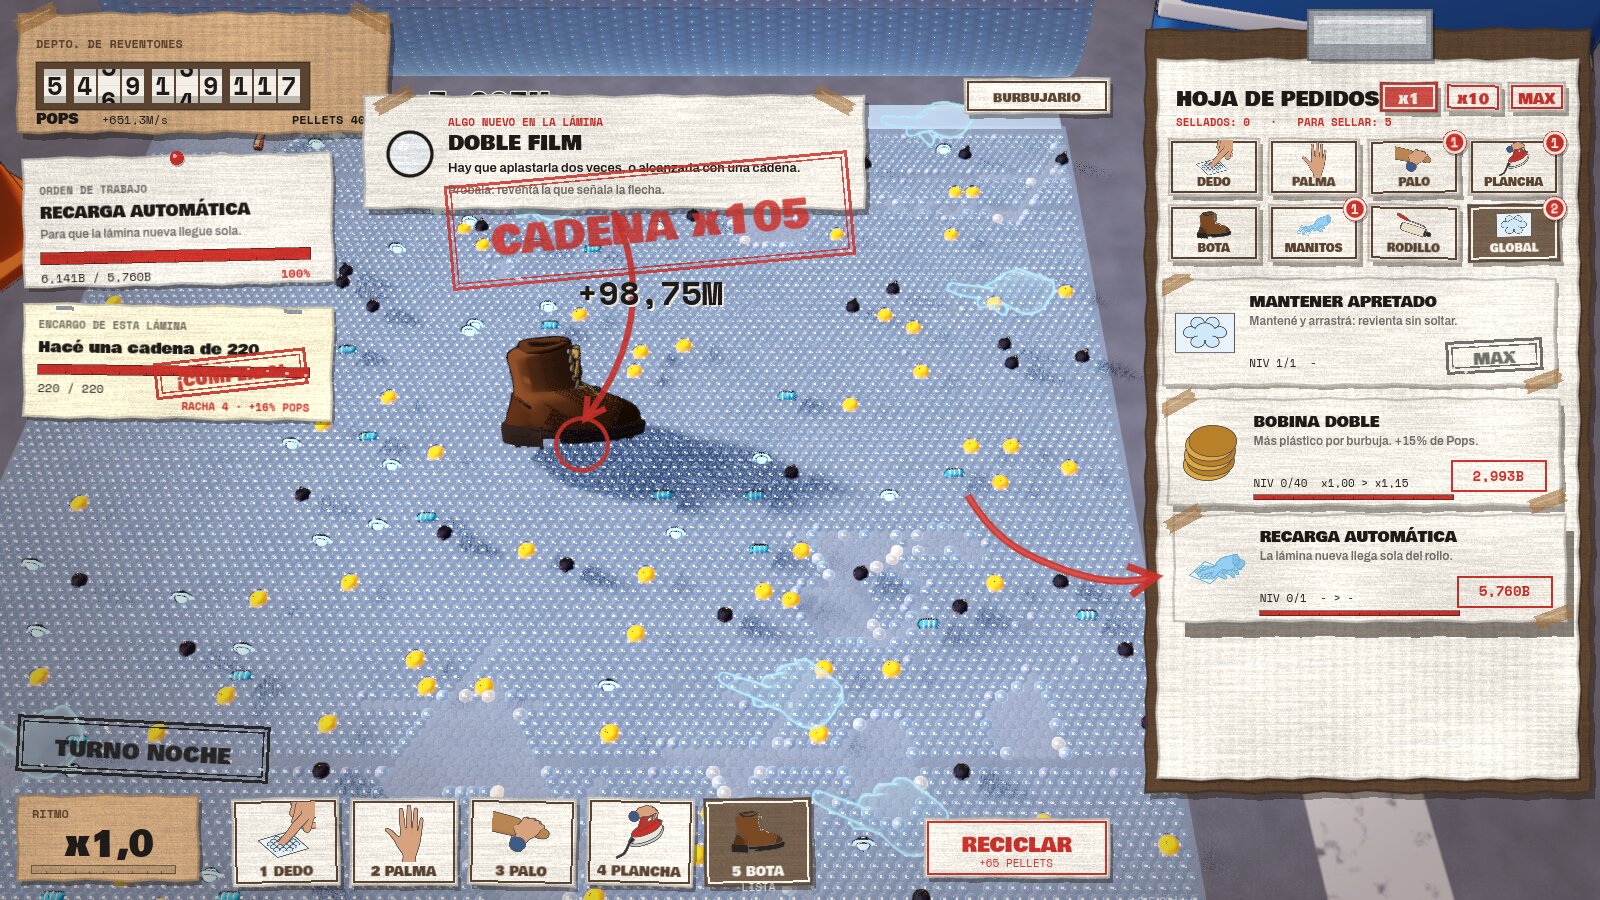 DEPTO. DE REVENTONES
POPS
+651.3M/s
PELLETS 40
ORDEN DE TRABAJO
RECARGA AUTOMÁTICA
Para que la lámina nueva llegue sola.
6,141B / 5,760B
100%
ENCARGO DE ESTA LÁMINA
Hacé una cadena de 220
220 / 220
RACHA 4 · +16% POPS
ALGO NUEVO EN LA LÁMINA
DOBLE FILM
Hay que aplastarla dos veces, o alcanzarla con una cadena.
Probala: reventá la que señala la flecha.
CADENA x105
+98,75M
BURBUJARIO
HOJA DE PEDIDOS
x1
x10
MAX
SELLADOS: 0 · PARA SELLAR: 5
DEDO
PALMA
1
PALO
1
PLANCHA
BOTA
1
MANITOS
RODILLO
2
GLOBAL
MANTENER APRETADO
Mantené y arrastrá: revienta sin soltar.
NIV 1/1 -
MAX
BOBINA DOBLE
Más plástico por burbuja. +15% de Pops.
NIV 0/40 x1,00 > x1,15
2,993B
RECARGA AUTOMÁTICA
La lámina nueva llega sola del rollo.
NIV 0/1 - > -
5,760B
TURNO NOCHE
RITMO
x1,0
1 DEDO
2 PALMA
3 PALO
4 PLANCHA
5 BOTA
LISTA
RECICLAR
+65 PELLETS